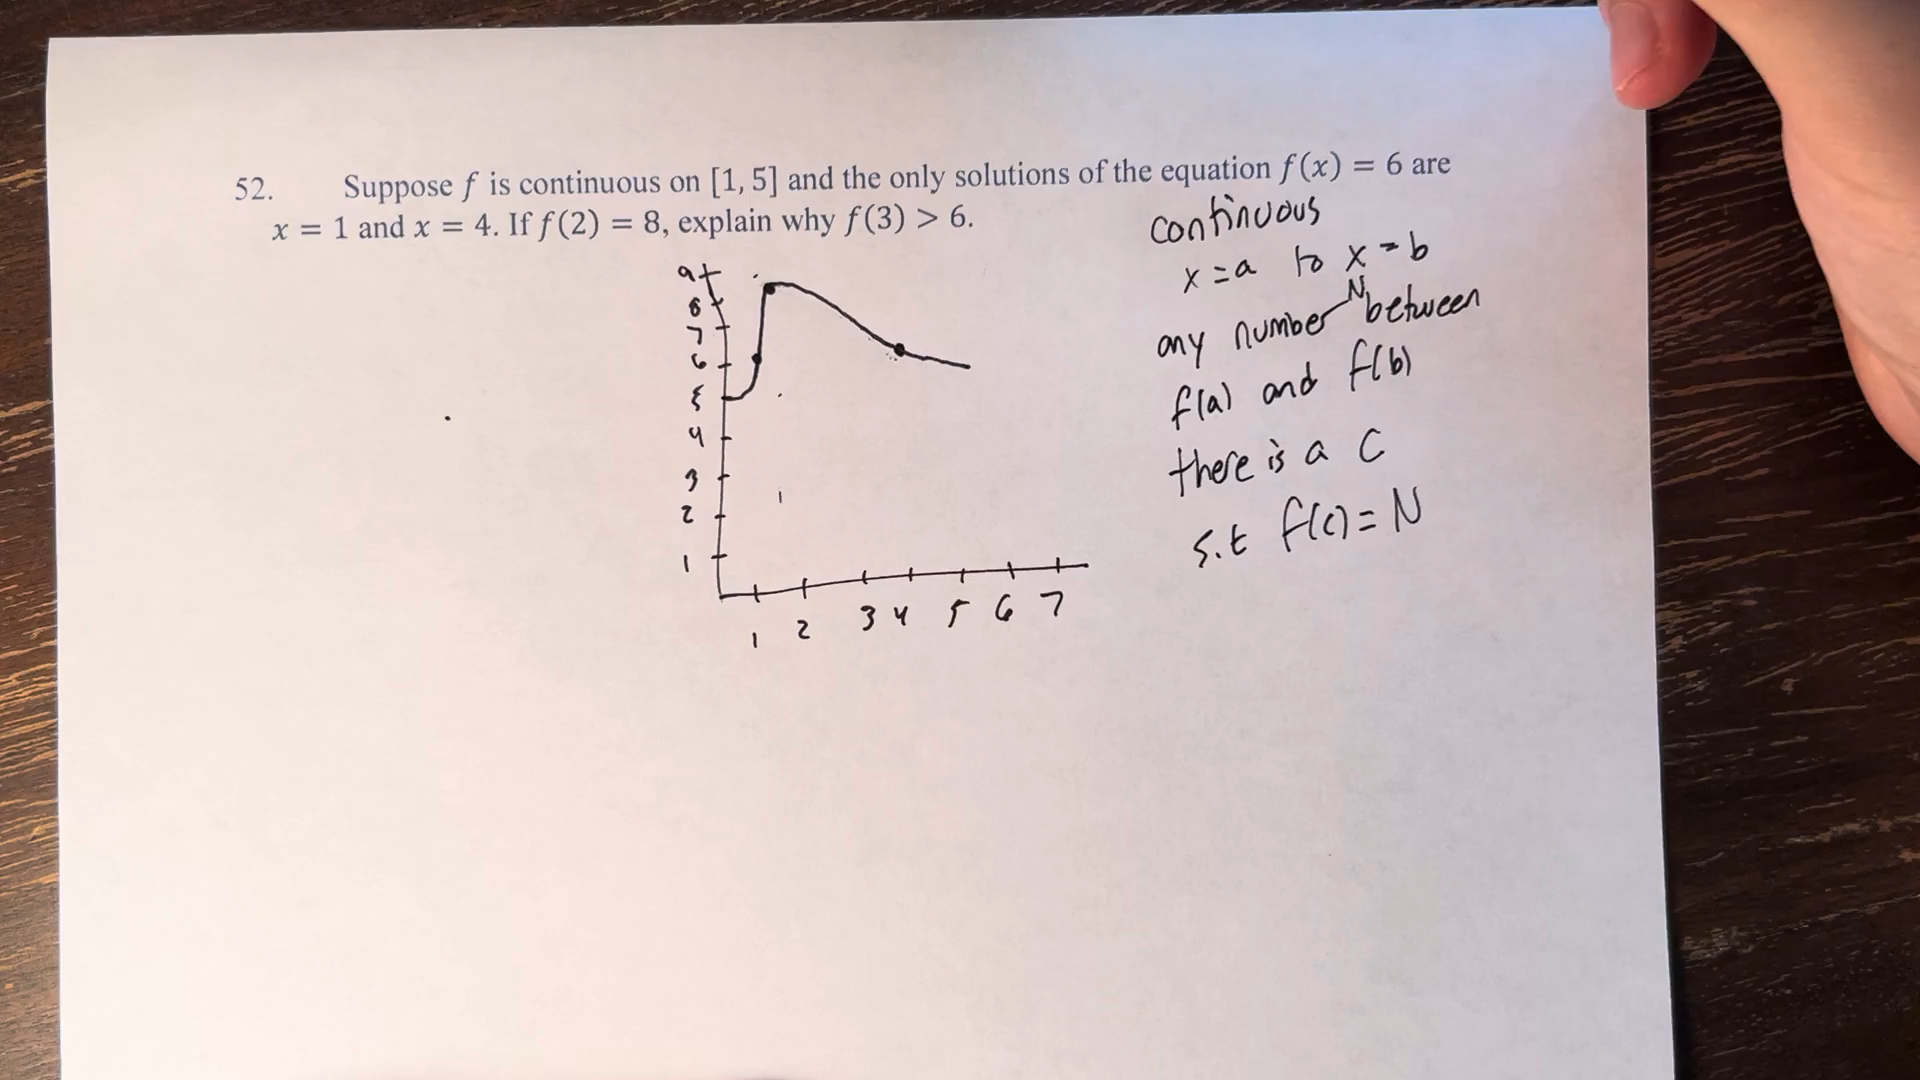 52. Suppose f is continuous on [1, 5] and the only solutions of the equation f(x) = 6 are
x = 1 and x = 4. If f(2) = 8, explain why f(3) > 6.
continuous
x = a to x = b
any number N between
f(a) and f(b)
there is a C
s.t f(c) = N
9
8
7
6
5
4
3
2
1
1 2 3 4 5 6 7